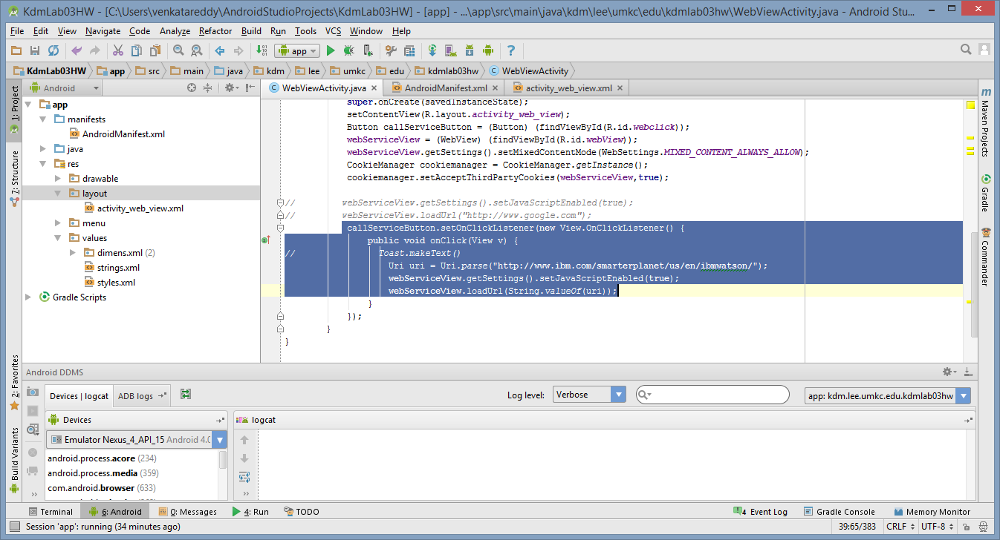 KdmLab03HW - [C:\Users\venkatareddy\AndroidStudioProjects\KdmLab03HW] - [app] - ...\app\src\main\java\kdm\lee\umkc\edu\kdmlab03hw\WebViewActivity.java - Android Stu...
File Edit View Navigate Code Analyze Refactor Build Run Tools VCS Window Help
app
KdmLab03HW app src main java kdm lee umkc edu kdmlab03hw WebViewActivity
1: Project
7: Structure
2: Favorites
Build Variants
Android
app
manifests
AndroidManifest.xml
java
res
drawable
layout
activity_web_view.xml
menu
values
dimens.xml (2)
strings.xml
styles.xml
Gradle Scripts
WebViewActivity.java AndroidManifest.xml activity_web_view.xml
super.onCreate(savedInstanceState);
setContentView(R.layout.activity_web_view);
Button callServiceButton = (Button) (findViewById(R.id.webclick));
webServiceView = (WebView) (findViewById(R.id.webView));
webServiceView.getSettings().setMixedContentMode(WebSettings.MIXED_CONTENT_ALWAYS_ALLOW);
CookieManager cookiemanager = CookieManager.getInstance();
cookiemanager.setAcceptThirdPartyCookies(webServiceView,true);
// webServiceView.getSettings().setJavaScriptEnabled(true);
// webServiceView.loadUrl("http://www.google.com");
callServiceButton.setOnClickListener(new View.OnClickListener() {
public void onClick(View v) {
// Toast.makeText()
Uri uri = Uri.parse("http://www.ibm.com/smarterplanet/us/en/ibmwatson/");
webServiceView.getSettings().setJavaScriptEnabled(true);
webServiceView.loadUrl(String.valueOf(uri));
}
});
}
}
m Maven Projects
Gradle
Commander
Android DDMS
Devices | logcat ADB logs Log level: Verbose app: kdm.lee.umkc.edu.kdmlab03hw
Devices
Emulator Nexus_4_API_15 Android 4.0
android.process.acore (234)
android.process.media (359)
com.android.browser (633)
logcat
Terminal 6: Android 0: Messages 4: Run TODO 4 Event Log Gradle Console Memory Monitor
Session 'app': running (34 minutes ago) 39:65/383 CRLF UTF-8